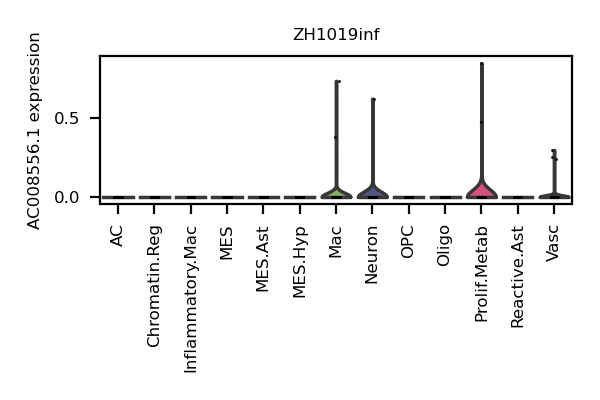 ZH1019inf
AC008556.1 expression
0.5
0.0
AC
Chromatin.Reg
Inflammatory.Mac
MES
MES.Ast
MES.Hyp
Mac
Neuron
OPC
Oligo
Prolif.Metab
Reactive.Ast
Vasc